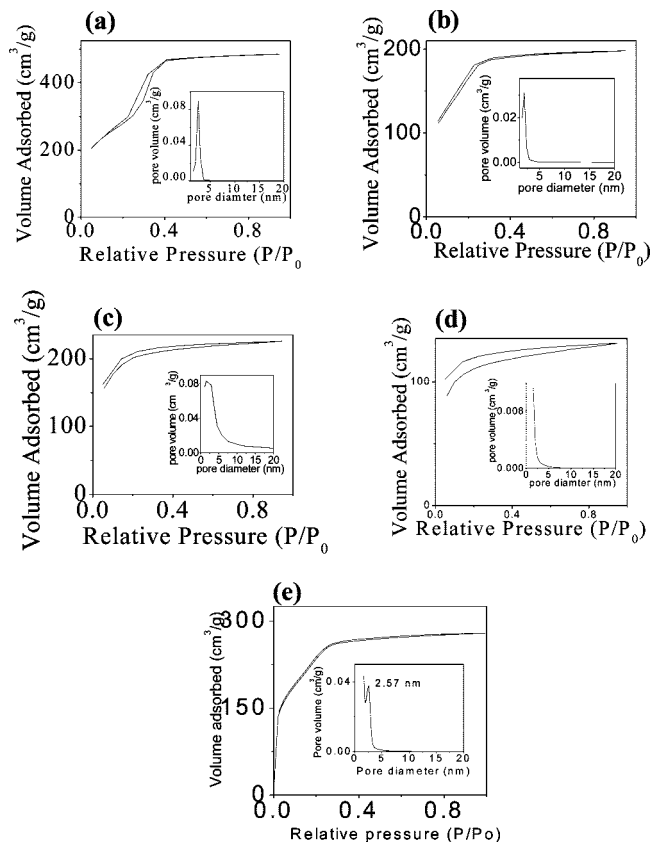 (a)
Volume Adsorbed (cm³/g)
400
200
0
0.08
0.04
0.00
pore volume (cm³/g)
5 10 15 20
pore diameter (nm)
0.0 0.4 0.8
Relative Pressure (P/P₀
(b)
Volume Adsorbed (cm³/g)
200
100
0
0.02
0.00
pore volume (cm³/g)
5 10 15 20
pore diameter (nm)
0.0 0.4 0.8
Relative Pressure (P/P₀)
(c)
Volume Adsorbed (cm³/g)
200
100
0
0.08
0.04
0.00
pore volume (cm³/g)
0 5 10 15 20
pore diameter (nm)
0.0 0.4 0.8
Relative Pressure (P/P₀
(d)
Volume Adsorbed (cm³/g)
100
0
0.008
0.000
pore volume (cm³/g)
0 5 10 15 20
pore diameter (nm)
0.0 0.4 0.8
Relative Pressure (P/P₀)
(e)
Volume adsorbed (cm³/g)
300
150
0
0.04
0.00
Pore volume (cm³/g)
2.57 nm
0 5 10 15 20
Pore diameter (nm)
0.0 0.4 0.8
Relative pressure (P/Po)